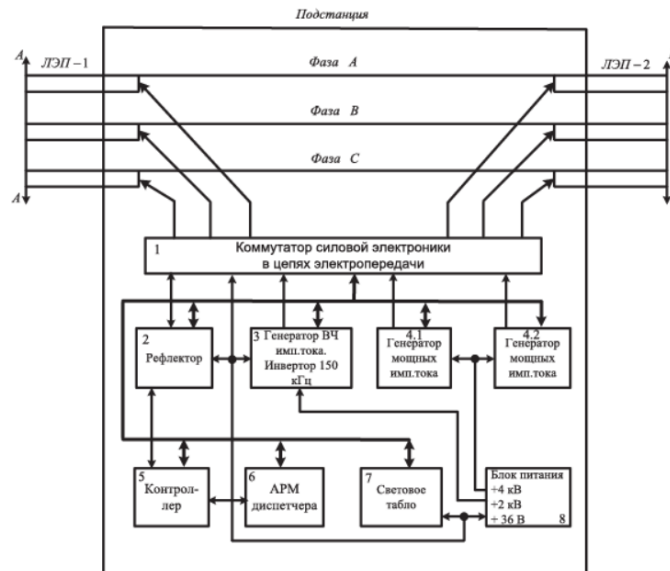 Подстанция
А ЛЭП – 1 Фаза А ЛЭП – 2
Фаза В
Фаза С
А
1 Коммутатор силовой электроники
в цепях электропередачи
2
Рефлектор
3 Генератор ВЧ
имп.тока.
Инвертор 150
кГц
4.1
Генератор
мощных
имп.тока
4.2
Генератор
мощных
имп.тока
5
Контрол-
лер
6
АРМ
диспетчера
7
Световое
табло
Блок питания
+4 кВ
+2 кВ
+ 36 В 8